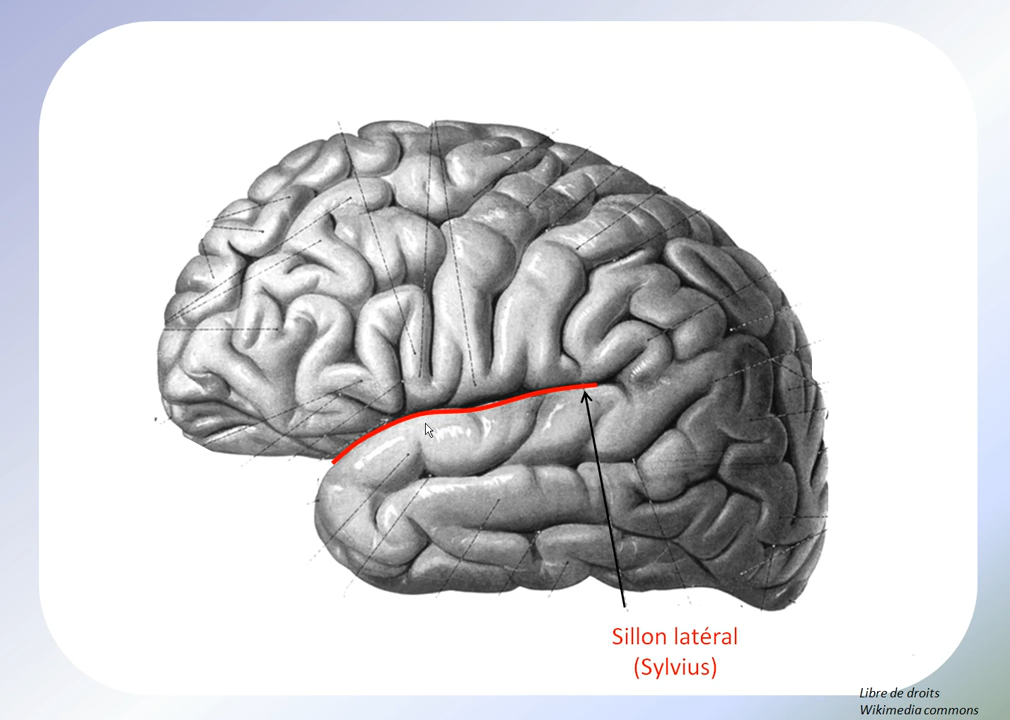 Sillon latéral
(Sylvius)
Libre de droits
Wikimedia commons